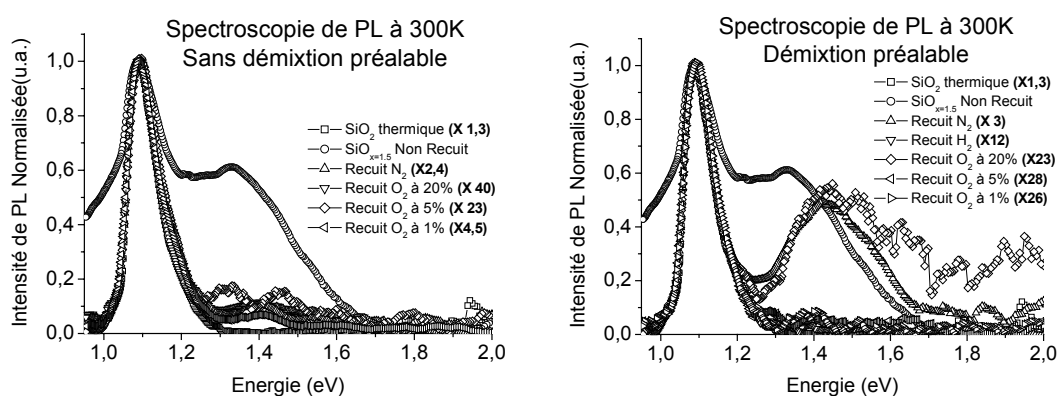 Spectroscopie de PL à 300K
Sans démixtion préalable
Intensité de PL Normalisée(u.a.)
1,0
0,8
0,6
0,4
0,2
0,0
SiO2 thermique (X 1,3)
SiOx=1.5 Non Recuit
Recuit N2 (X2,4)
Recuit O2 à 20% (X 40)
Recuit O2 à 5% (X 23)
Recuit O2 à 1% (X4,5)
1,0 1,2 1,4 1,6 1,8 2,0
Energie (eV)
Spectroscopie de PL à 300K
Démixtion préalable
Intensité de PL Normalisée(u.a.)
1,0
0,8
0,6
0,4
0,2
0,0
SiO2 thermique (X1,3)
SiOx=1.5 Non Recuit
Recuit N2 (X 3)
Recuit H2 (X12)
Recuit O2 à 20% (X23)
Recuit O2 à 5% (X28)
Recuit O2 à 1% (X26)
1,0 1,2 1,4 1,6 1,8 2,0
Energie (eV)